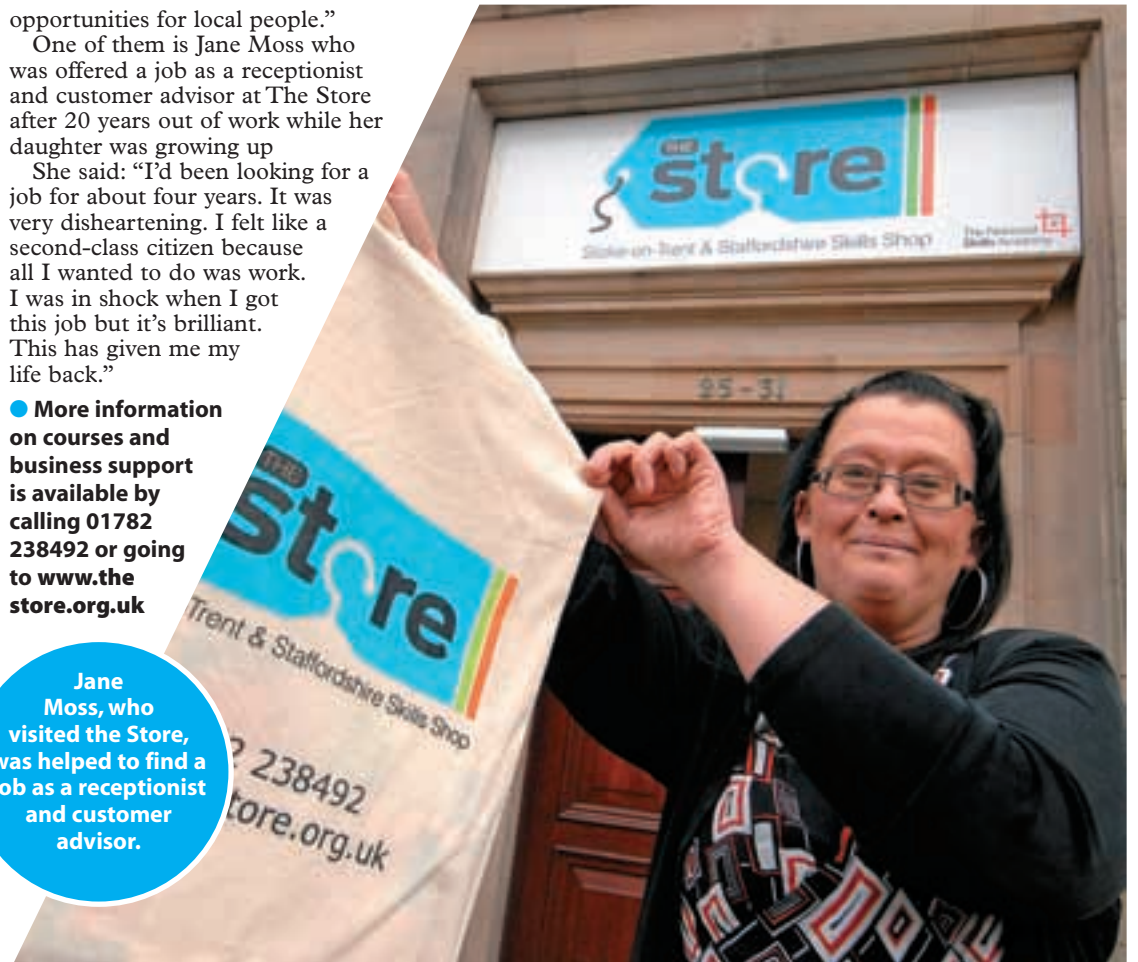 opportunities for local people.”
One of them is Jane Moss who
was offered a job as a receptionist
and customer advisor at The Store
after 20 years out of work while her
daughter was growing up
She said: “I’d been looking for a
job for about four years. It was
very disheartening. I felt like a
second-class citizen because
all I wanted to do was work.
I was in shock when I got
this job but it’s brilliant.
This has given me my
life back.”
● More information
on courses and
business support
is available by
calling 01782
238492 or going
to www.the
store.org.uk
Jane
Moss, who
visited the Store,
was helped to find a
ob as a receptionist
and customer
advisor.
THE
store
Stoke-on-Trent & Staffordshire Skills Shop
Skills
25-31
THE
store
Trent & Staffordshire Skills Shop
2 238492
tore.org.uk